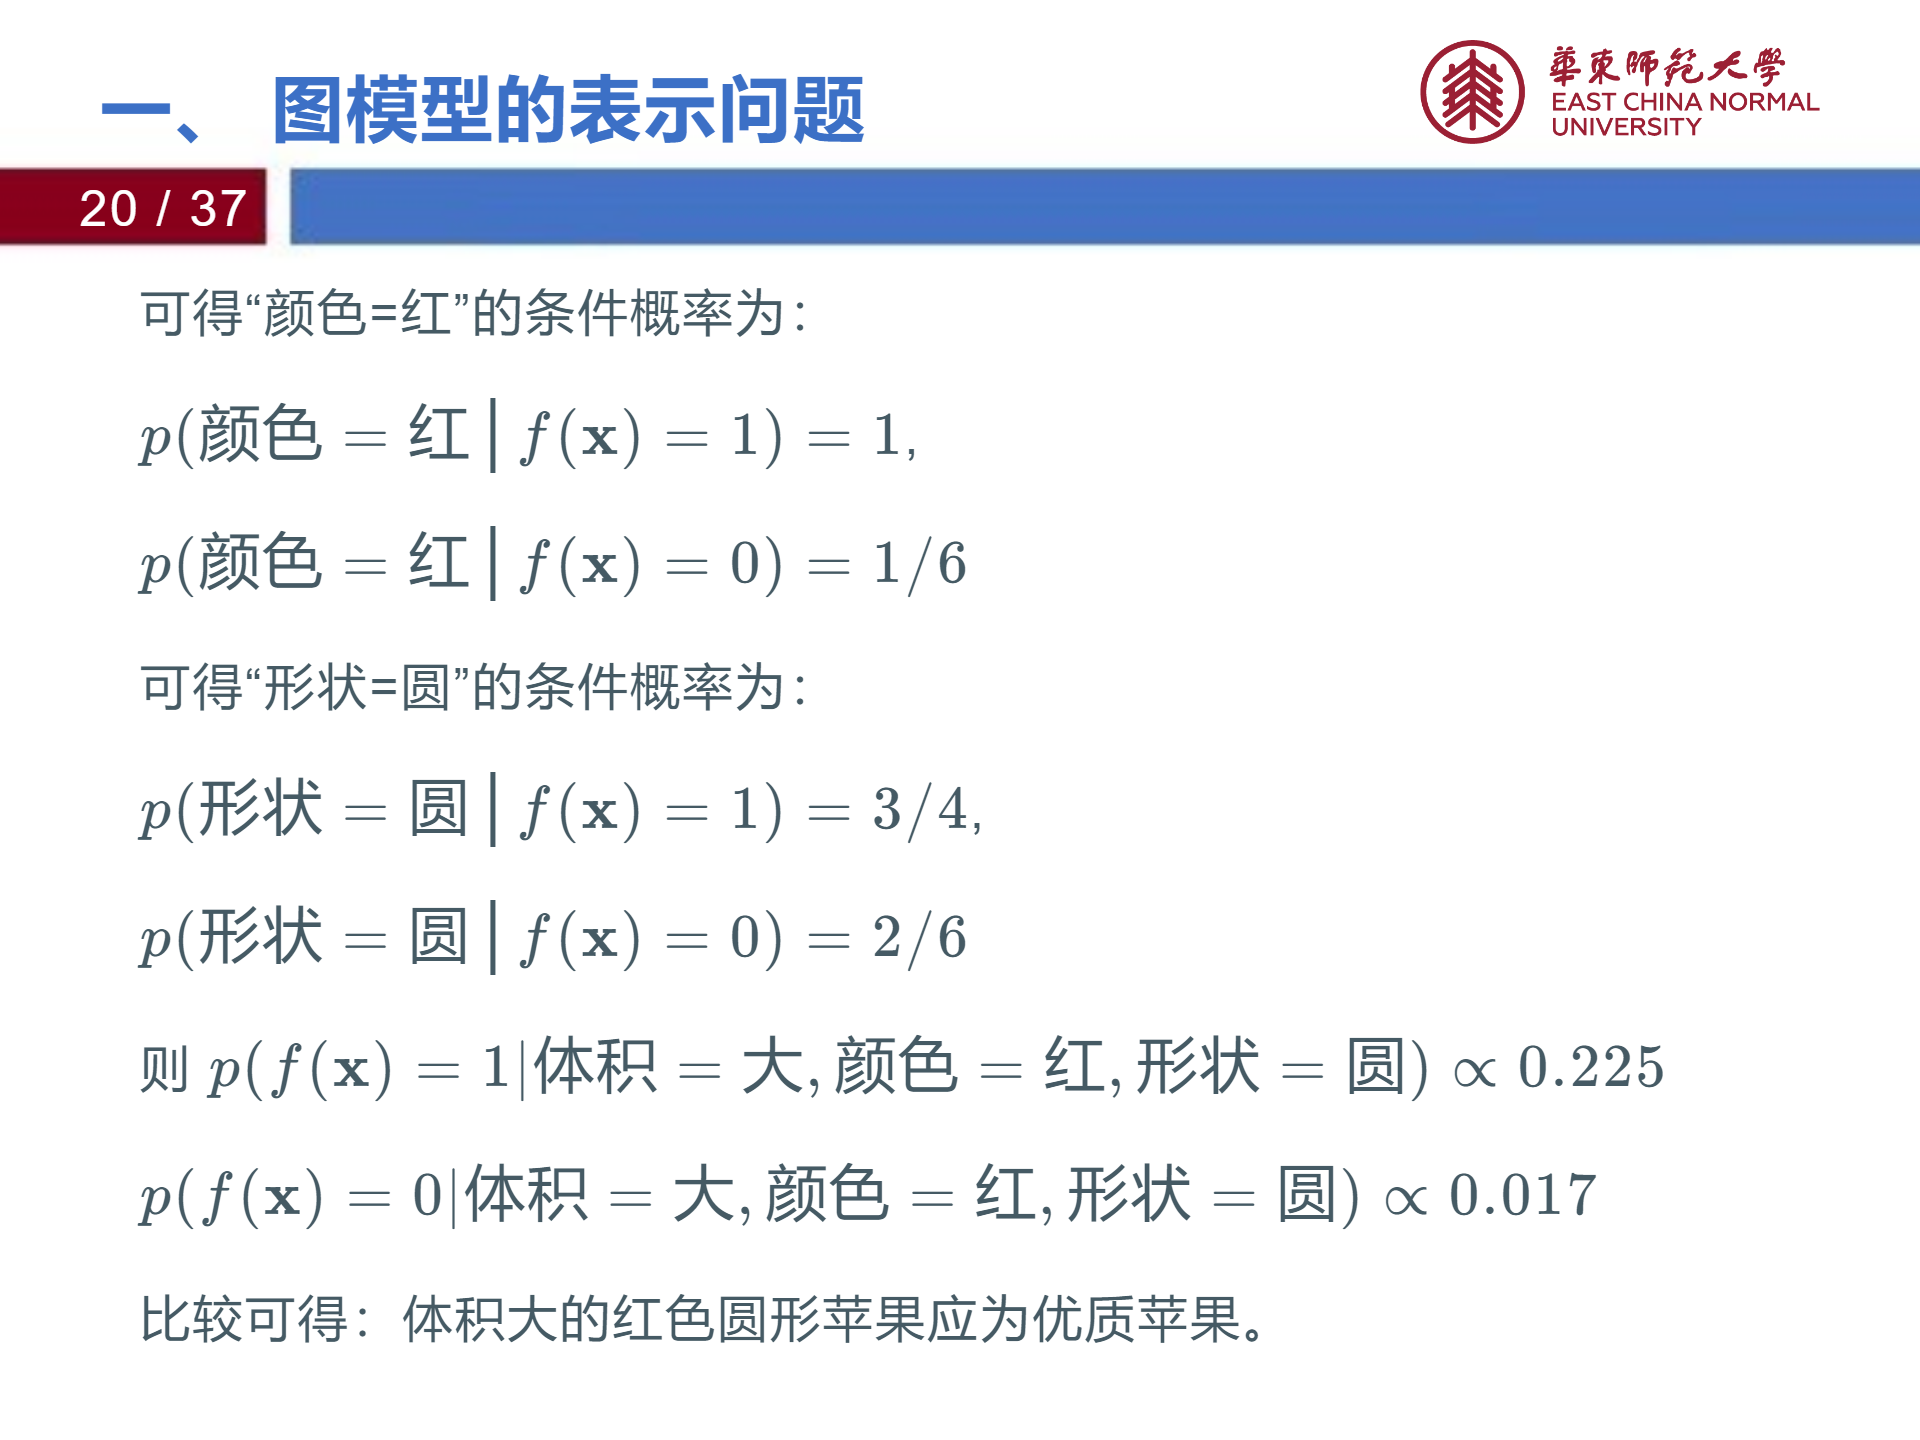 一、 图模型的表示问题
華東師範大學
EAST CHINA NORMAL
UNIVERSITY
20 / 37
可得“颜色=红”的条件概率为：
p(颜色 = 红 | f(x) = 1) = 1,
p(颜色 = 红 | f(x) = 0) = 1/6
可得“形状=圆”的条件概率为：
p(形状 = 圆 | f(x) = 1) = 3/4,
p(形状 = 圆 | f(x) = 0) = 2/6
则 p(f(x) = 1|体积 = 大, 颜色 = 红, 形状 = 圆) ∝ 0.225
p(f(x) = 0|体积 = 大, 颜色 = 红, 形状 = 圆) ∝ 0.017
比较可得：体积大的红色圆形苹果应为优质苹果。